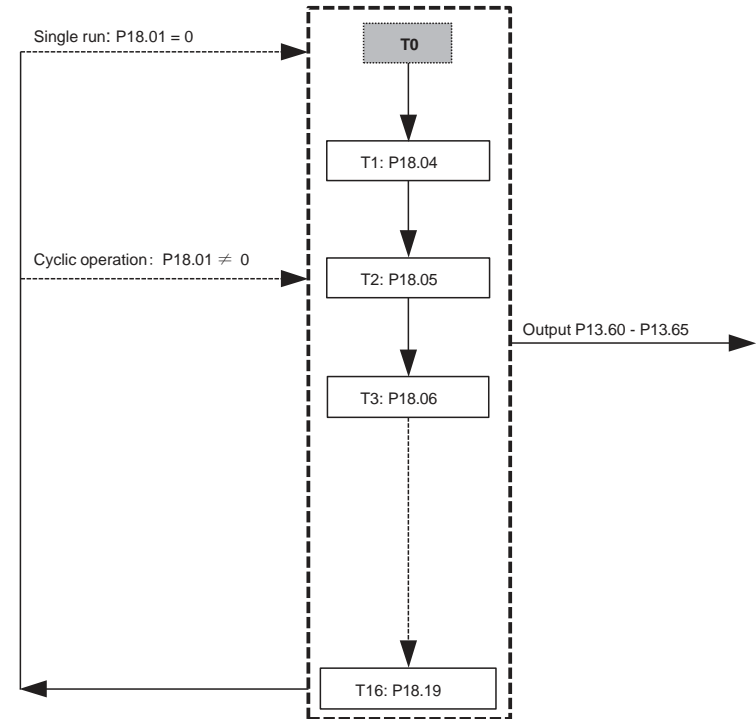 Single run: P18.01 = 0
T0
T1: P18.04
Cyclic operation: P18.01 ≠ 0
T2: P18.05
Output P13.60 - P13.65
T3: P18.06
T16: P18.19